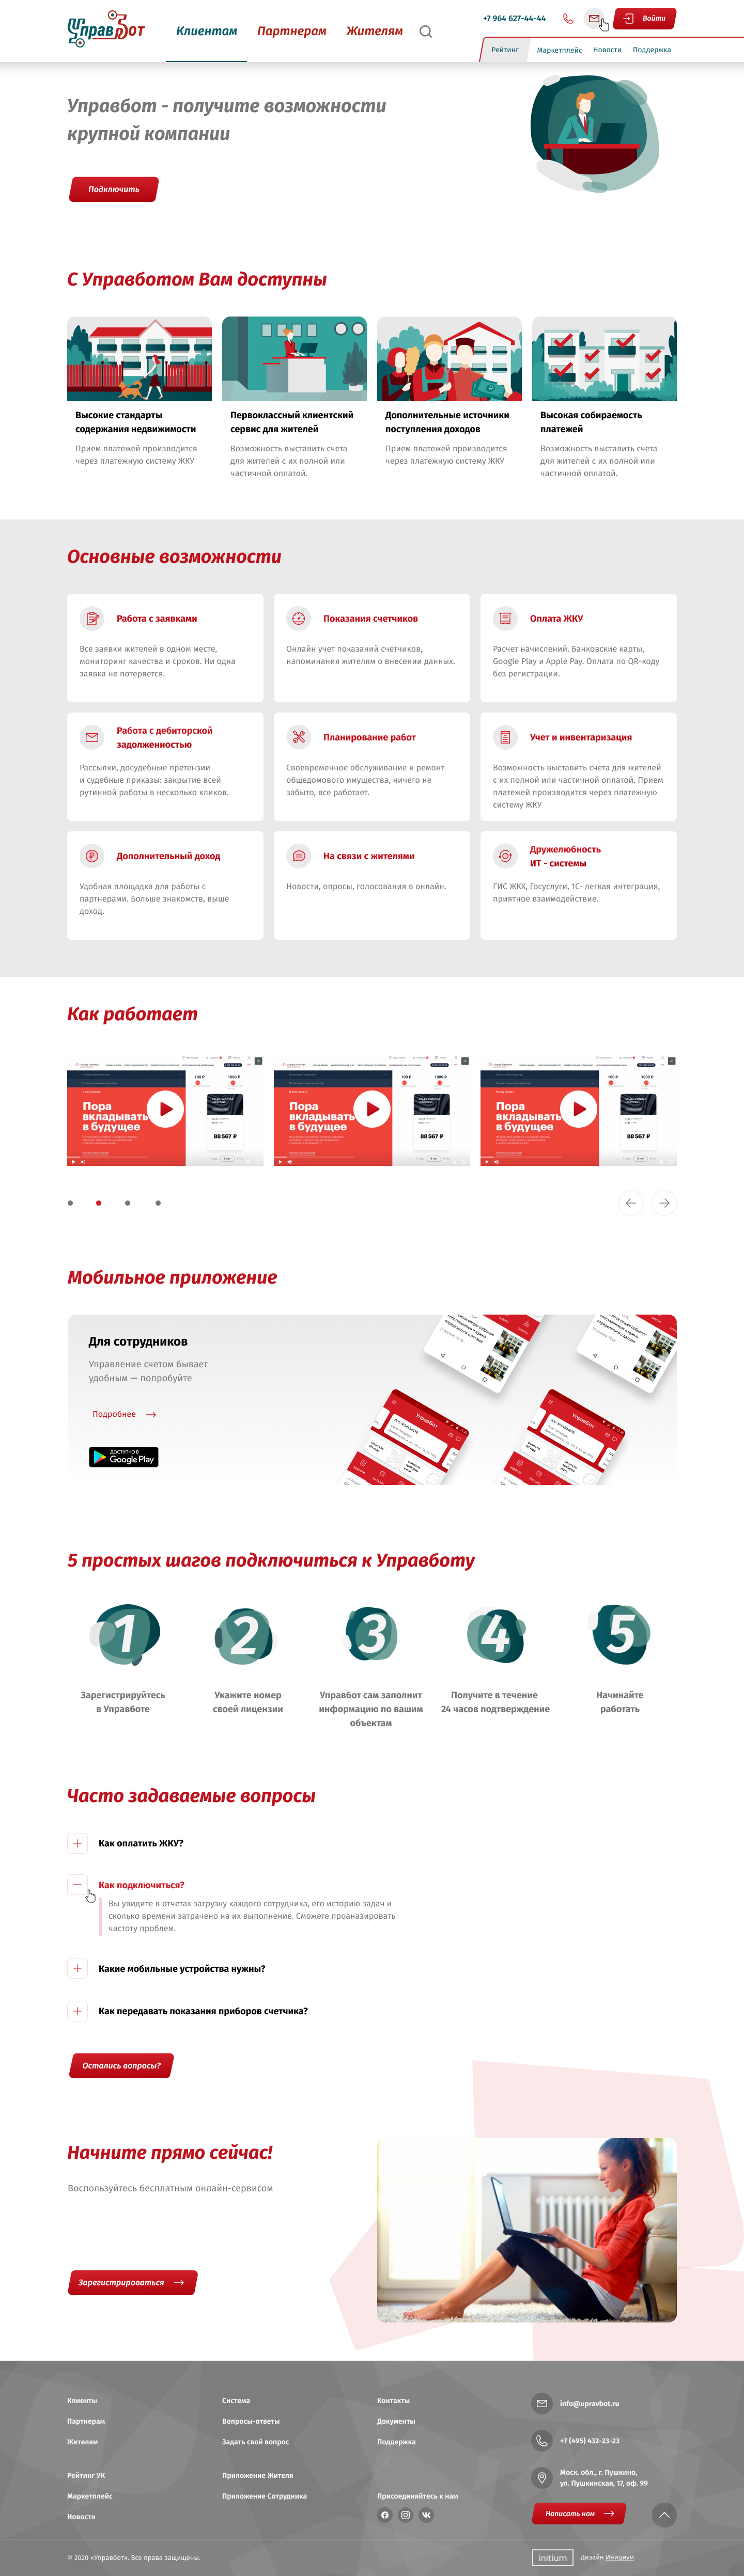 УправБот
Клиентам
Партнерам
Жителям
+7 964 627-44-44
Войти
Рейтинг
Маркетплейс
Новости
Поддержка
Управбот - получите возможности
крупной компании
Подключить
С Управботом Вам доступны
Высокие стандарты
содержания недвижимости
Прием платежей производится
через платежную систему ЖКУ
Первоклассный клиентский
сервис для жителей
Возможность выставить счета
для жителей с их полной или
частичной оплатой.
Дополнительные источники
поступления доходов
Прием платежей производится
через платежную систему ЖКУ
Высокая собираемость
платежей
Возможность выставить счета
для жителей с их полной или
частичной оплатой.
Основные возможности
Работа с заявками
Все заявки жителей в одном месте,
мониторинг качества и сроков. Ни одна
заявка не потеряется.
Показания счетчиков
Онлайн учет показаний счетчиков,
напоминания жителям о внесении данных.
Оплата ЖКУ
Расчет начислений. Банковские карты,
Google Play и Apple Pay. Оплата по QR-коду
без регистрации.
Работа с дебиторской
задолженностью
Рассылки, досудебные претензии
и судебные приказы: закрытие всей
рутинной работы в несколько кликов.
Планирование работ
Своевременное обслуживание и ремонт
общедомового имущества, ничего не
забыто, все работает.
Учет и инвентаризация
Возможность выставить счета для жителей
с их полной или частичной оплатой. Прием
платежей производится через платежную
систему ЖКУ
Дополнительный доход
Удобная площадка для работы с
партнерами. Больше знакомств, выше
доход.
На связи с жителями
Новости, опросы, голосования в онлайн.
Дружелюбность
ИТ - системы
ГИС ЖКХ, Госуслуги, 1С- легкая интеграция,
приятное взаимодействие.
Как работает
Пора
вкладывать
в будущее
100 ₽
1000 ₽
88 567 ₽
Пора
вкладывать
в будущее
100 ₽
1000 ₽
88 567 ₽
Пора
вкладывать
в будущее
100 ₽
1000 ₽
88 567 ₽
Мобильное приложение
Для сотрудников
Управление счетом бывает
удобным — попробуйте
Подробнее
ДОСТУПНО В
Google Play
УправБот
УправБот
5 простых шагов подключиться к Управботу
1
2
3
4
5
Зарегистрируйтесь
в Управботе
Укажите номер
своей лицензии
Управбот сам заполнит
информацию по вашим
объектам
Получите в течение
24 часов подтверждение
Начинайте
работать
Часто задаваемые вопросы
Как оплатить ЖКУ?
Как подключиться?
Вы увидите в отчетах загрузку каждого сотрудника, его историю задач и
сколько времени затрачено на их выполнение. Сможете проаназировать
частоту проблем.
Какие мобильные устройства нужны?
Как передавать показания приборов счетчика?
Остались вопросы?
Начните прямо сейчас!
Воспользуйтесь бесплатным онлайн-сервисом
Зарегистрироваться
Клиенты
Партнерам
Жителям
Рейтинг УК
Маркетплейс
Новости
Система
Вопросы-ответы
Задать свой вопрос
Приложение Жителя
Приложение Сотрудника
Контакты
Документы
Поддержка
Присоединяйтесь к нам
info@upravbot.ru
+7 (495) 432-23-23
Моск. обл., г. Пушкино,
ул. Пушкинская, 17, оф. 99
Написать нам
© 2020 «Управбот». Все права защищены.
initium
Дизайн Инициум